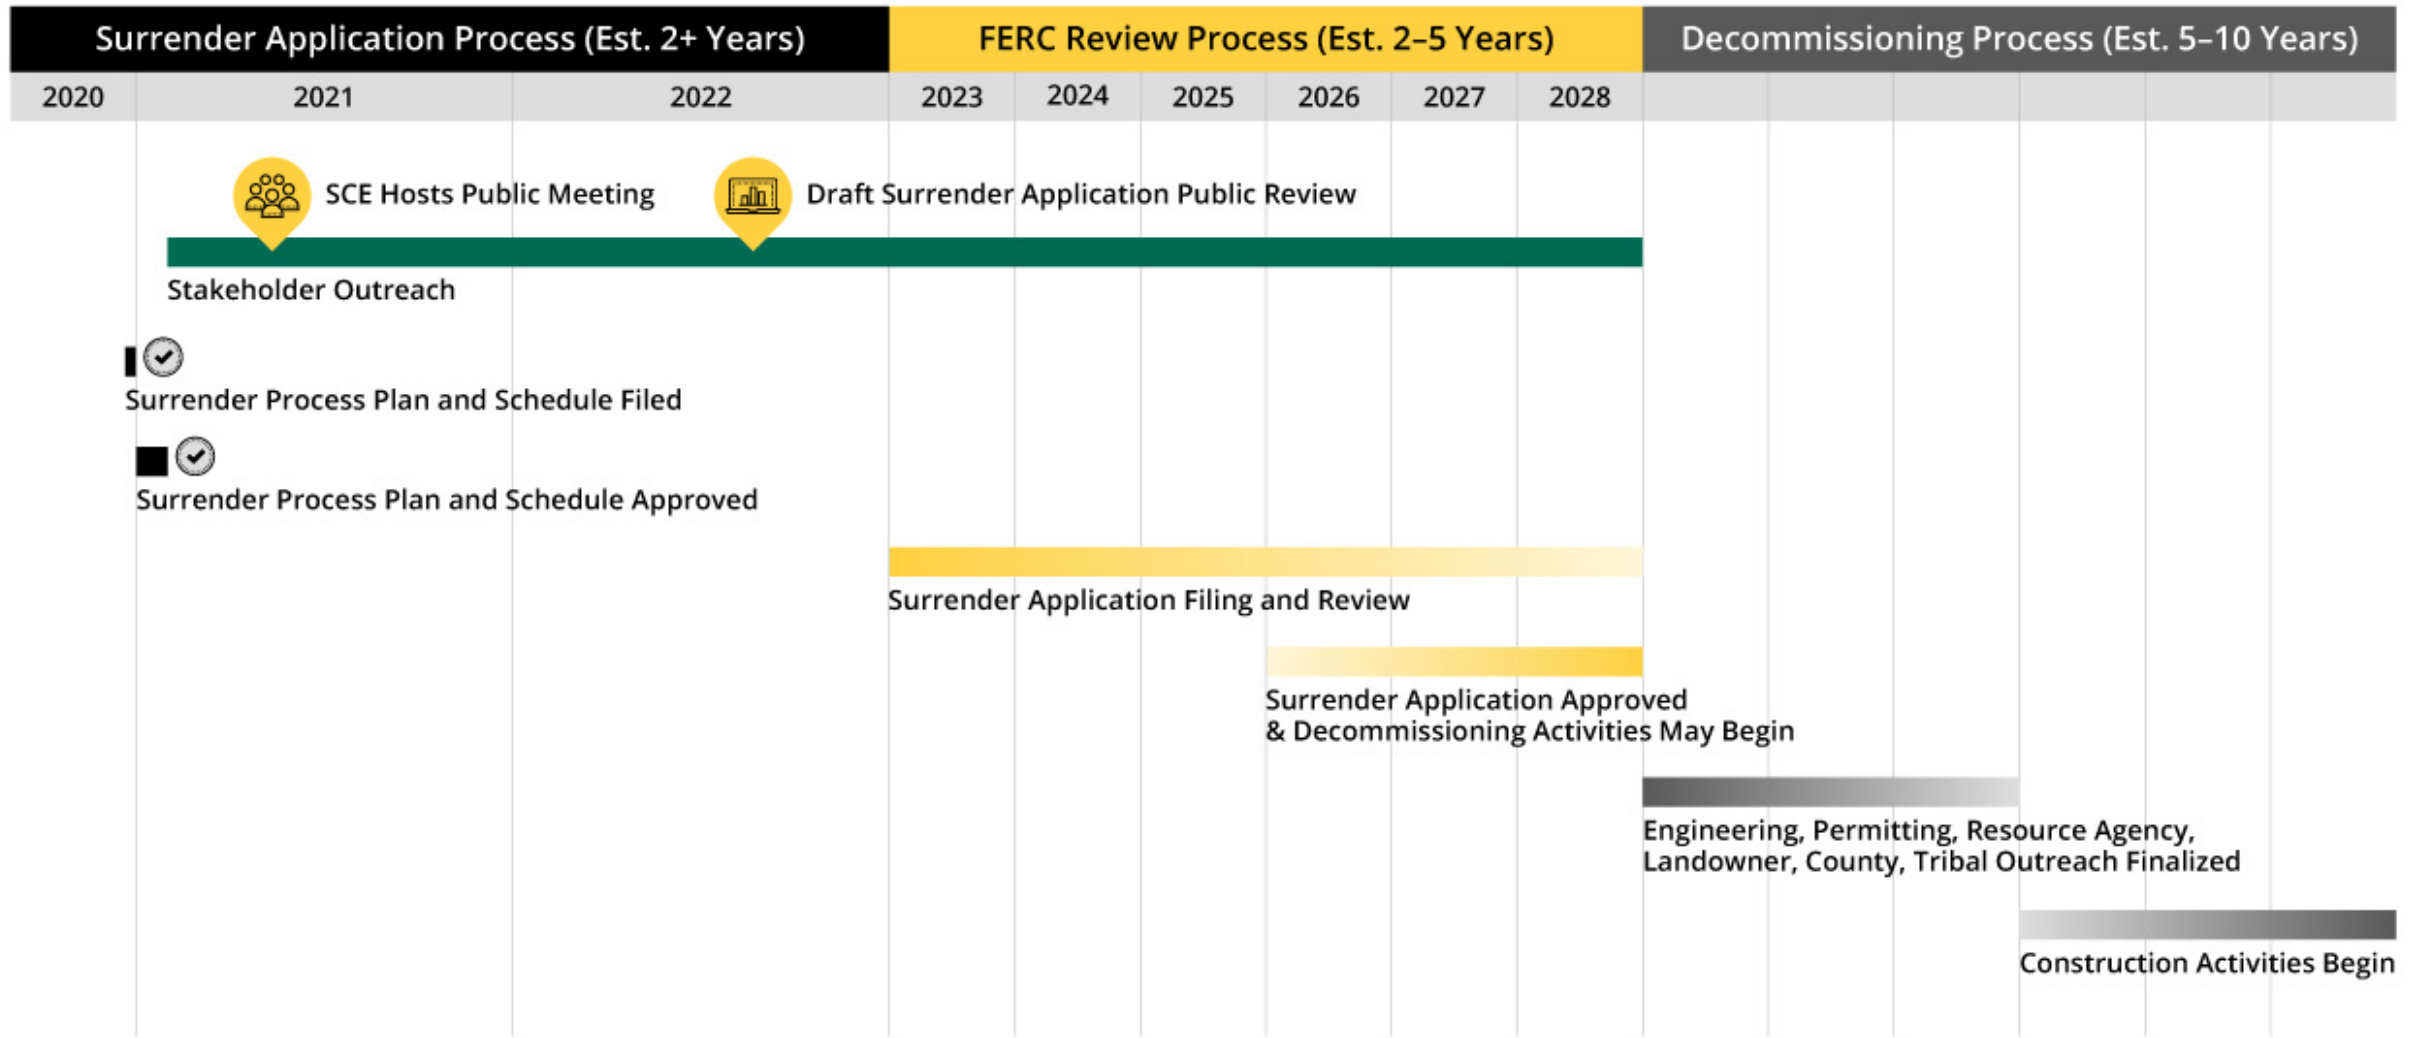 Surrender Application Process (Est. 2+ Years)
FERC Review Process (Est. 2–5 Years)
Decommissioning Process (Est. 5–10 Years)
2020
2021
2022
2023
2024
2025
2026
2027
2028
SCE Hosts Public Meeting
Draft Surrender Application Public Review
Stakeholder Outreach
Surrender Process Plan and Schedule Filed
Surrender Process Plan and Schedule Approved
Surrender Application Filing and Review
Surrender Application Approved
& Decommissioning Activities May Begin
Engineering, Permitting, Resource Agency,
Landowner, County, Tribal Outreach Finalized
Construction Activities Begin